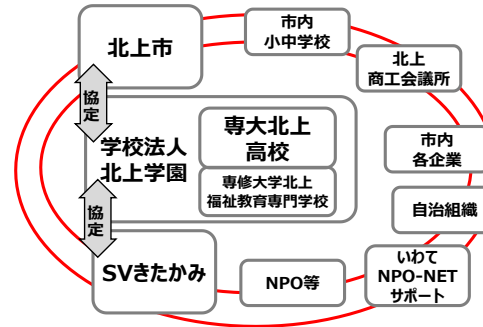 北上市
市内
小中学校
北上
商工会議所
協定
学校法人
北上学園
専大北上
高校
専修大学北上
福祉教育専門学校
市内
各企業
自治組織
協定
SVきたかみ
NPO等
いわて
NPO-NET
サポート